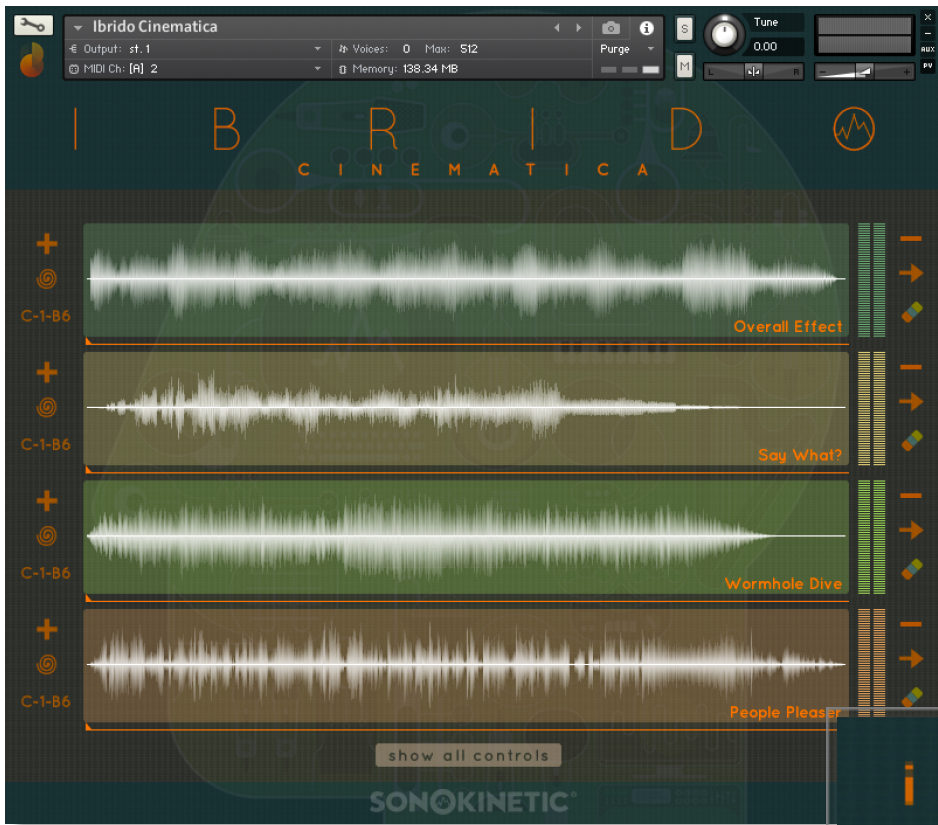 Ibrido Cinematica
S
Tune
Output: st.1
Voices: 0 Max: 512
Purge
0.00
AUX
MIDI Ch: [A] 2
Memory: 138.34 MB
M
L
R
PV
I B R I D
C I N E M A T I C A
C-1-B6
Overall Effect
C-1-B6
Say What?
C-1-B6
Wormhole Dive
C-1-B6
People Pleaser
show all controls
i
SONOKINETIC